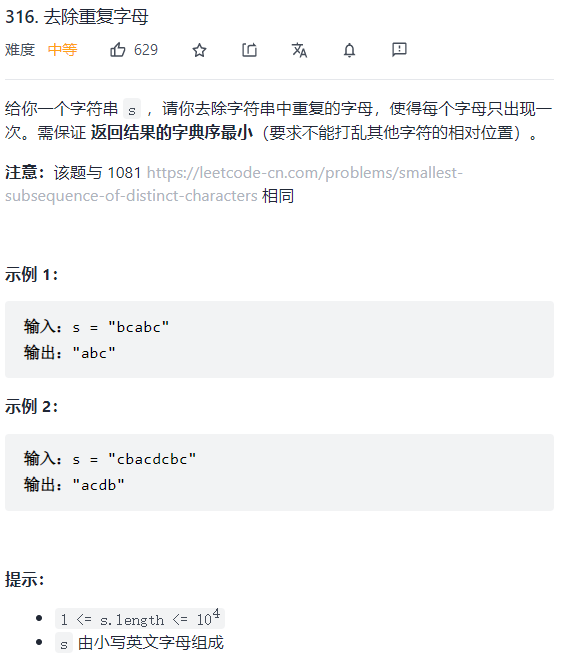 316. 去除重复字母
难度 中等 629
给你一个字符串 s ，请你去除字符串中重复的字母，使得每个字母只出现一
次。需保证 返回结果的字典序最小（要求不能打乱其他字符的相对位置）。
注意：该题与 1081 https://leetcode-cn.com/problems/smallest-
subsequence-of-distinct-characters 相同
示例 1：
输入：s = "bcabc"
输出："abc"
示例 2：
输入：s = "cbacdcbc"
输出："acdb"
提示：
1 <= s.length <= 10⁴
s 由小写英文字母组成